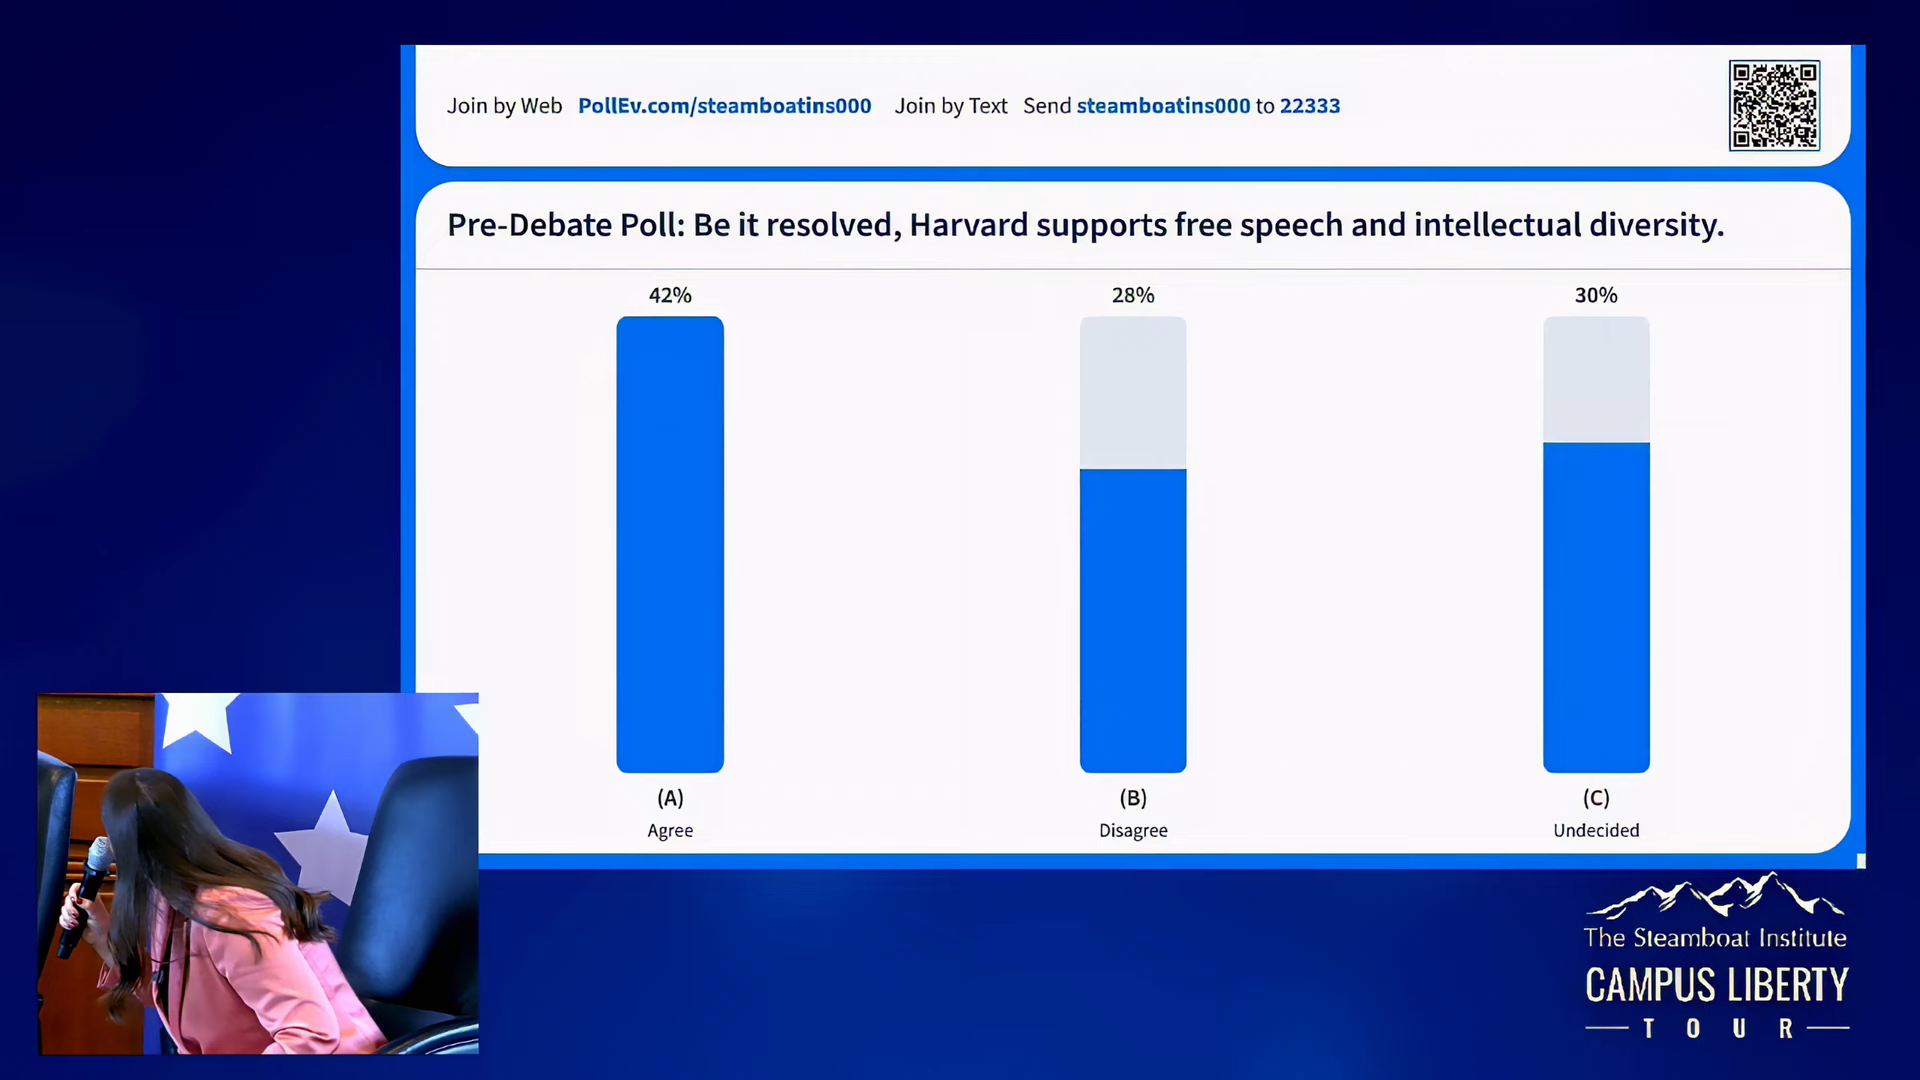 Join by Web PollEv.com/steamboatins000 Join by Text Send steamboatins000 to 22333
Pre-Debate Poll: Be it resolved, Harvard supports free speech and intellectual diversity.
42% 28% 30%
(A) (B) (C)
Agree Disagree Undecided
The Steamboat Institute
CAMPUS LIBERTY
TOUR